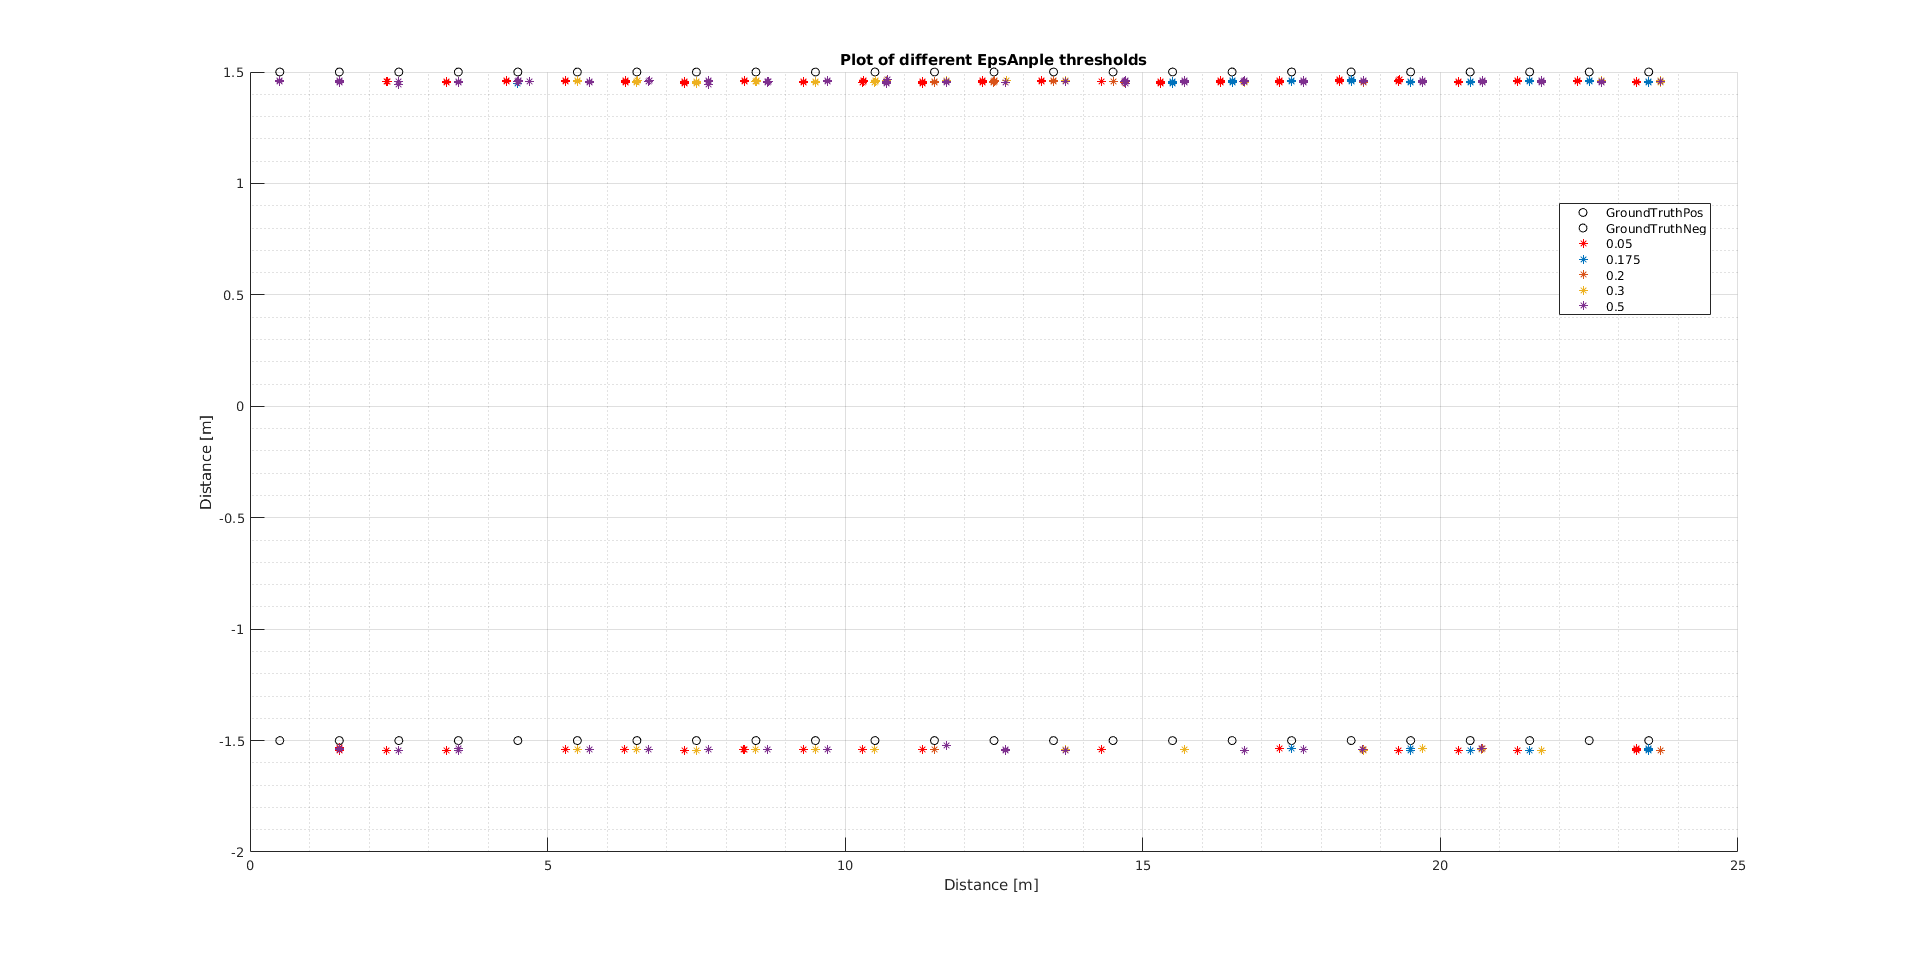 Plot of different EpsAnple thresholds
1.5
1
0.5
0
-0.5
-1
-1.5
-2
Distance [m]
GroundTruthPos
GroundTruthNeg
0.05
0.175
0.2
0.3
0.5
0 5 10 15 20 25
Distance [m]